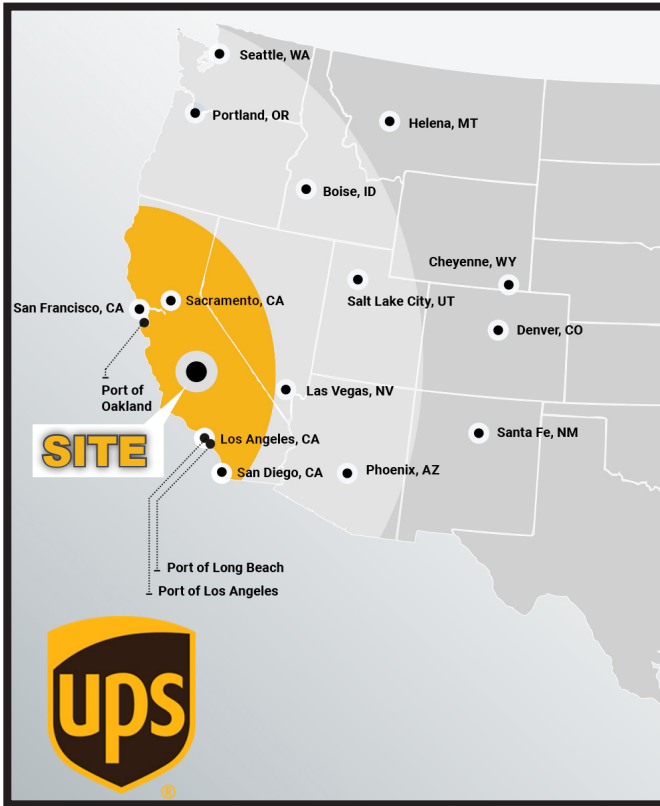 Seattle, WA
Portland, OR
Helena, MT
Boise, ID
Cheyenne, WY
Salt Lake City, UT
San Francisco, CA
Sacramento, CA
Denver, CO
Port of
Oakland
Las Vegas, NV
SITE
Los Angeles, CA
Santa Fe, NM
San Diego, CA
Phoenix, AZ
Port of Long Beach
Port of Los Angeles
ups
®